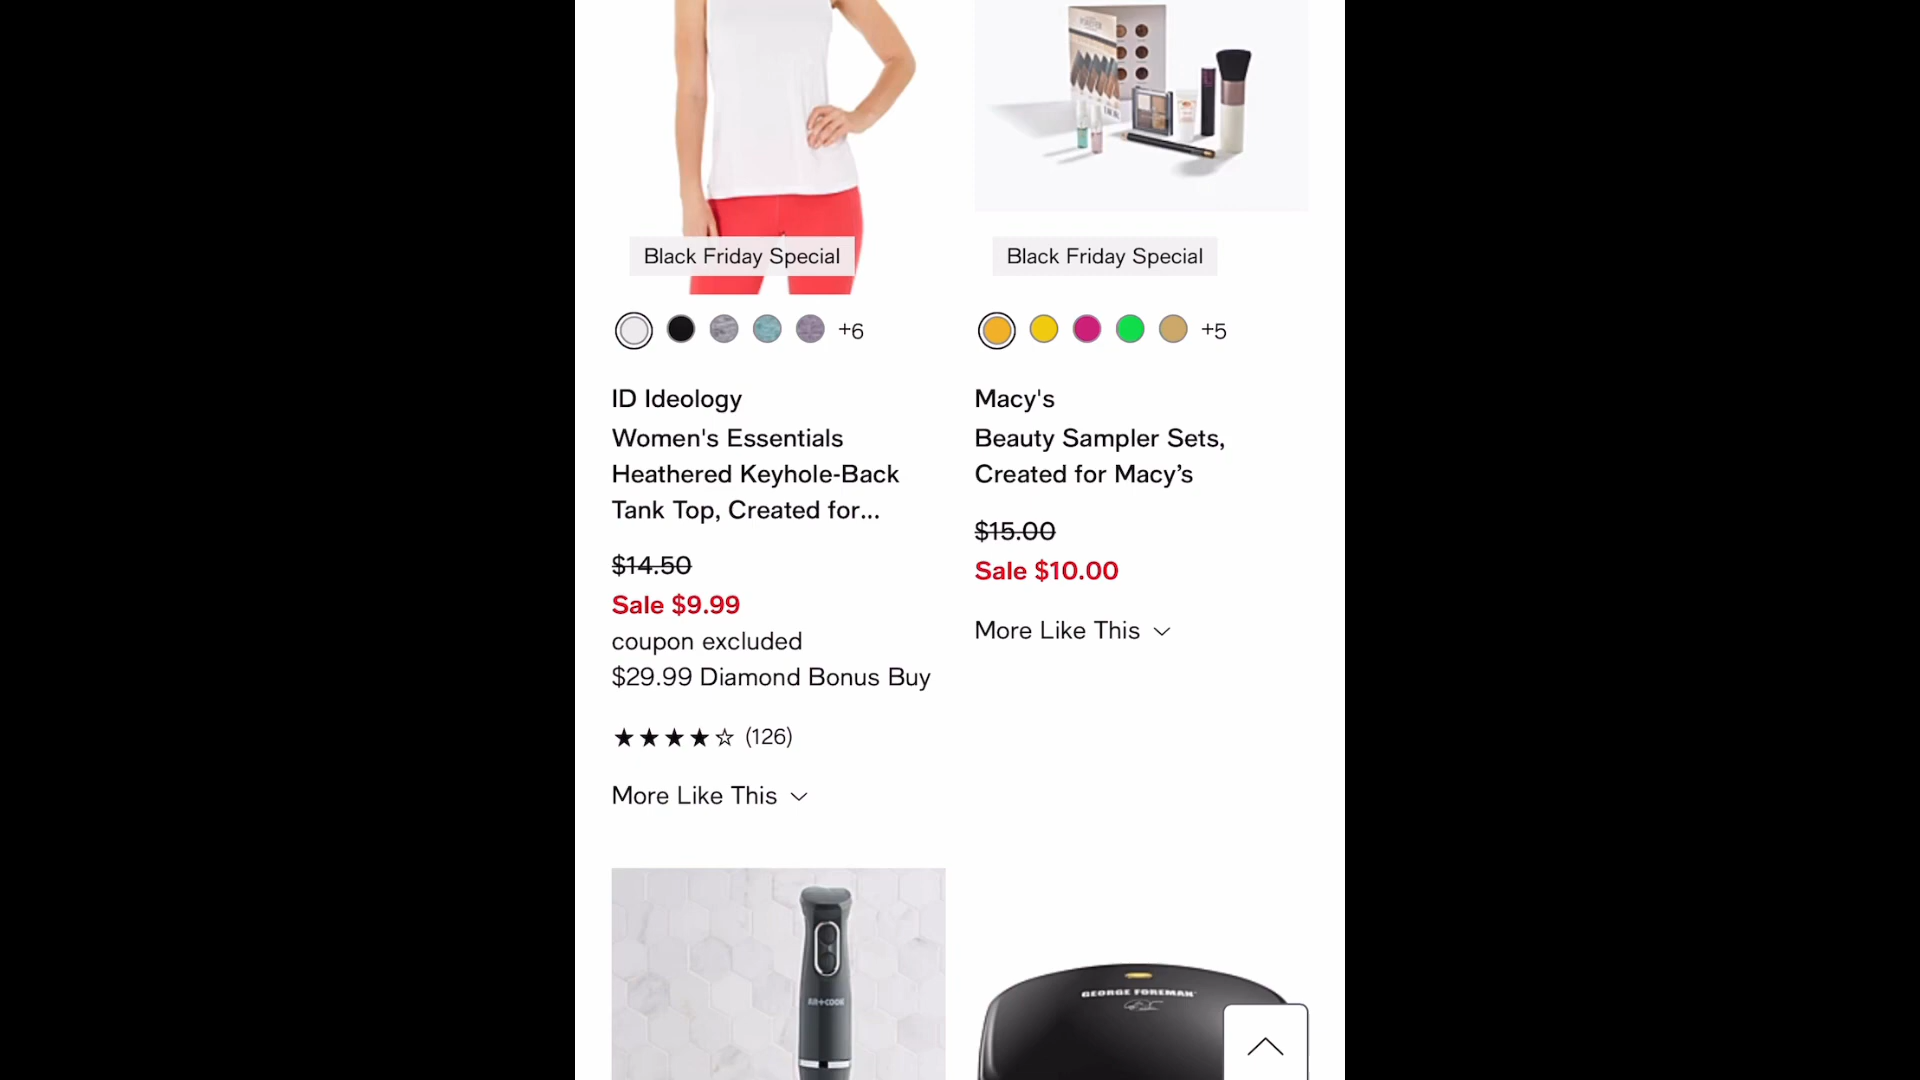 Black Friday Special
+6
ID Ideology
Women's Essentials
Heathered Keyhole-Back
Tank Top, Created for...
$14.50
Sale $9.99
coupon excluded
$29.99 Diamond Bonus Buy
(126)
More Like This
Black Friday Special
+5
Macy's
Beauty Sampler Sets,
Created for Macy’s
$15.00
Sale $10.00
More Like This
GEORGE FOREMAN